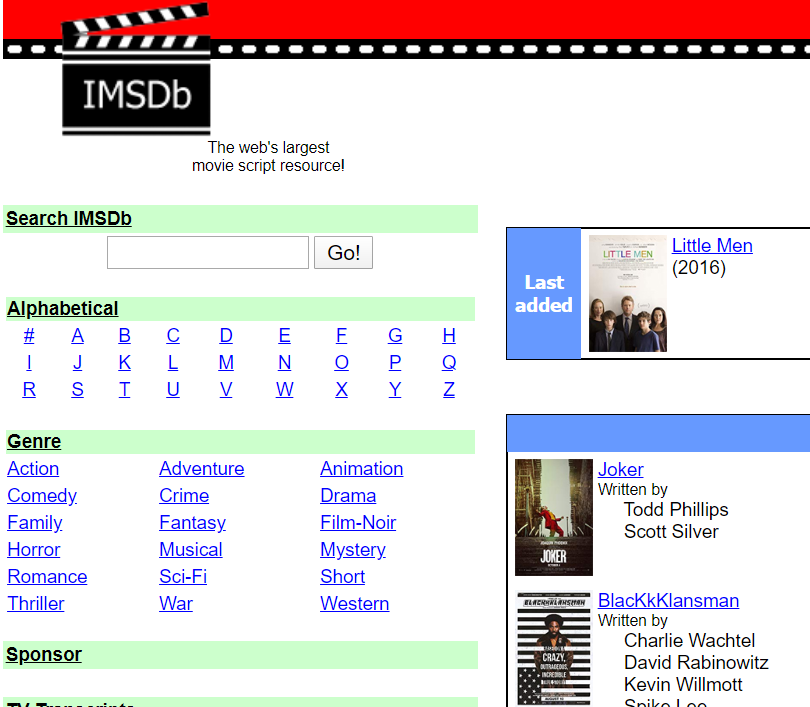 IMSDb
The web's largest
movie script resource!
Search IMSDb
Go!
Alphabetical
# A B C D E F G H
I J K L M N O P Q
R S T U V W X Y Z
Genre
Action Adventure Animation
Comedy Crime Drama
Family Fantasy Film-Noir
Horror Musical Mystery
Romance Sci-Fi Short
Thriller War Western
Sponsor
TV Transcripts
Last
added
LITTLE MEN
Little Men
(2016)
JOKER
Joker
Written by
Todd Phillips
Scott Silver
BLACKkKLANSMAN
CRAZY,
OUTRAGEOUS,
INCREDIBLE
BlacKkKlansman
Written by
Charlie Wachtel
David Rabinowitz
Kevin Willmott
Spike Lee